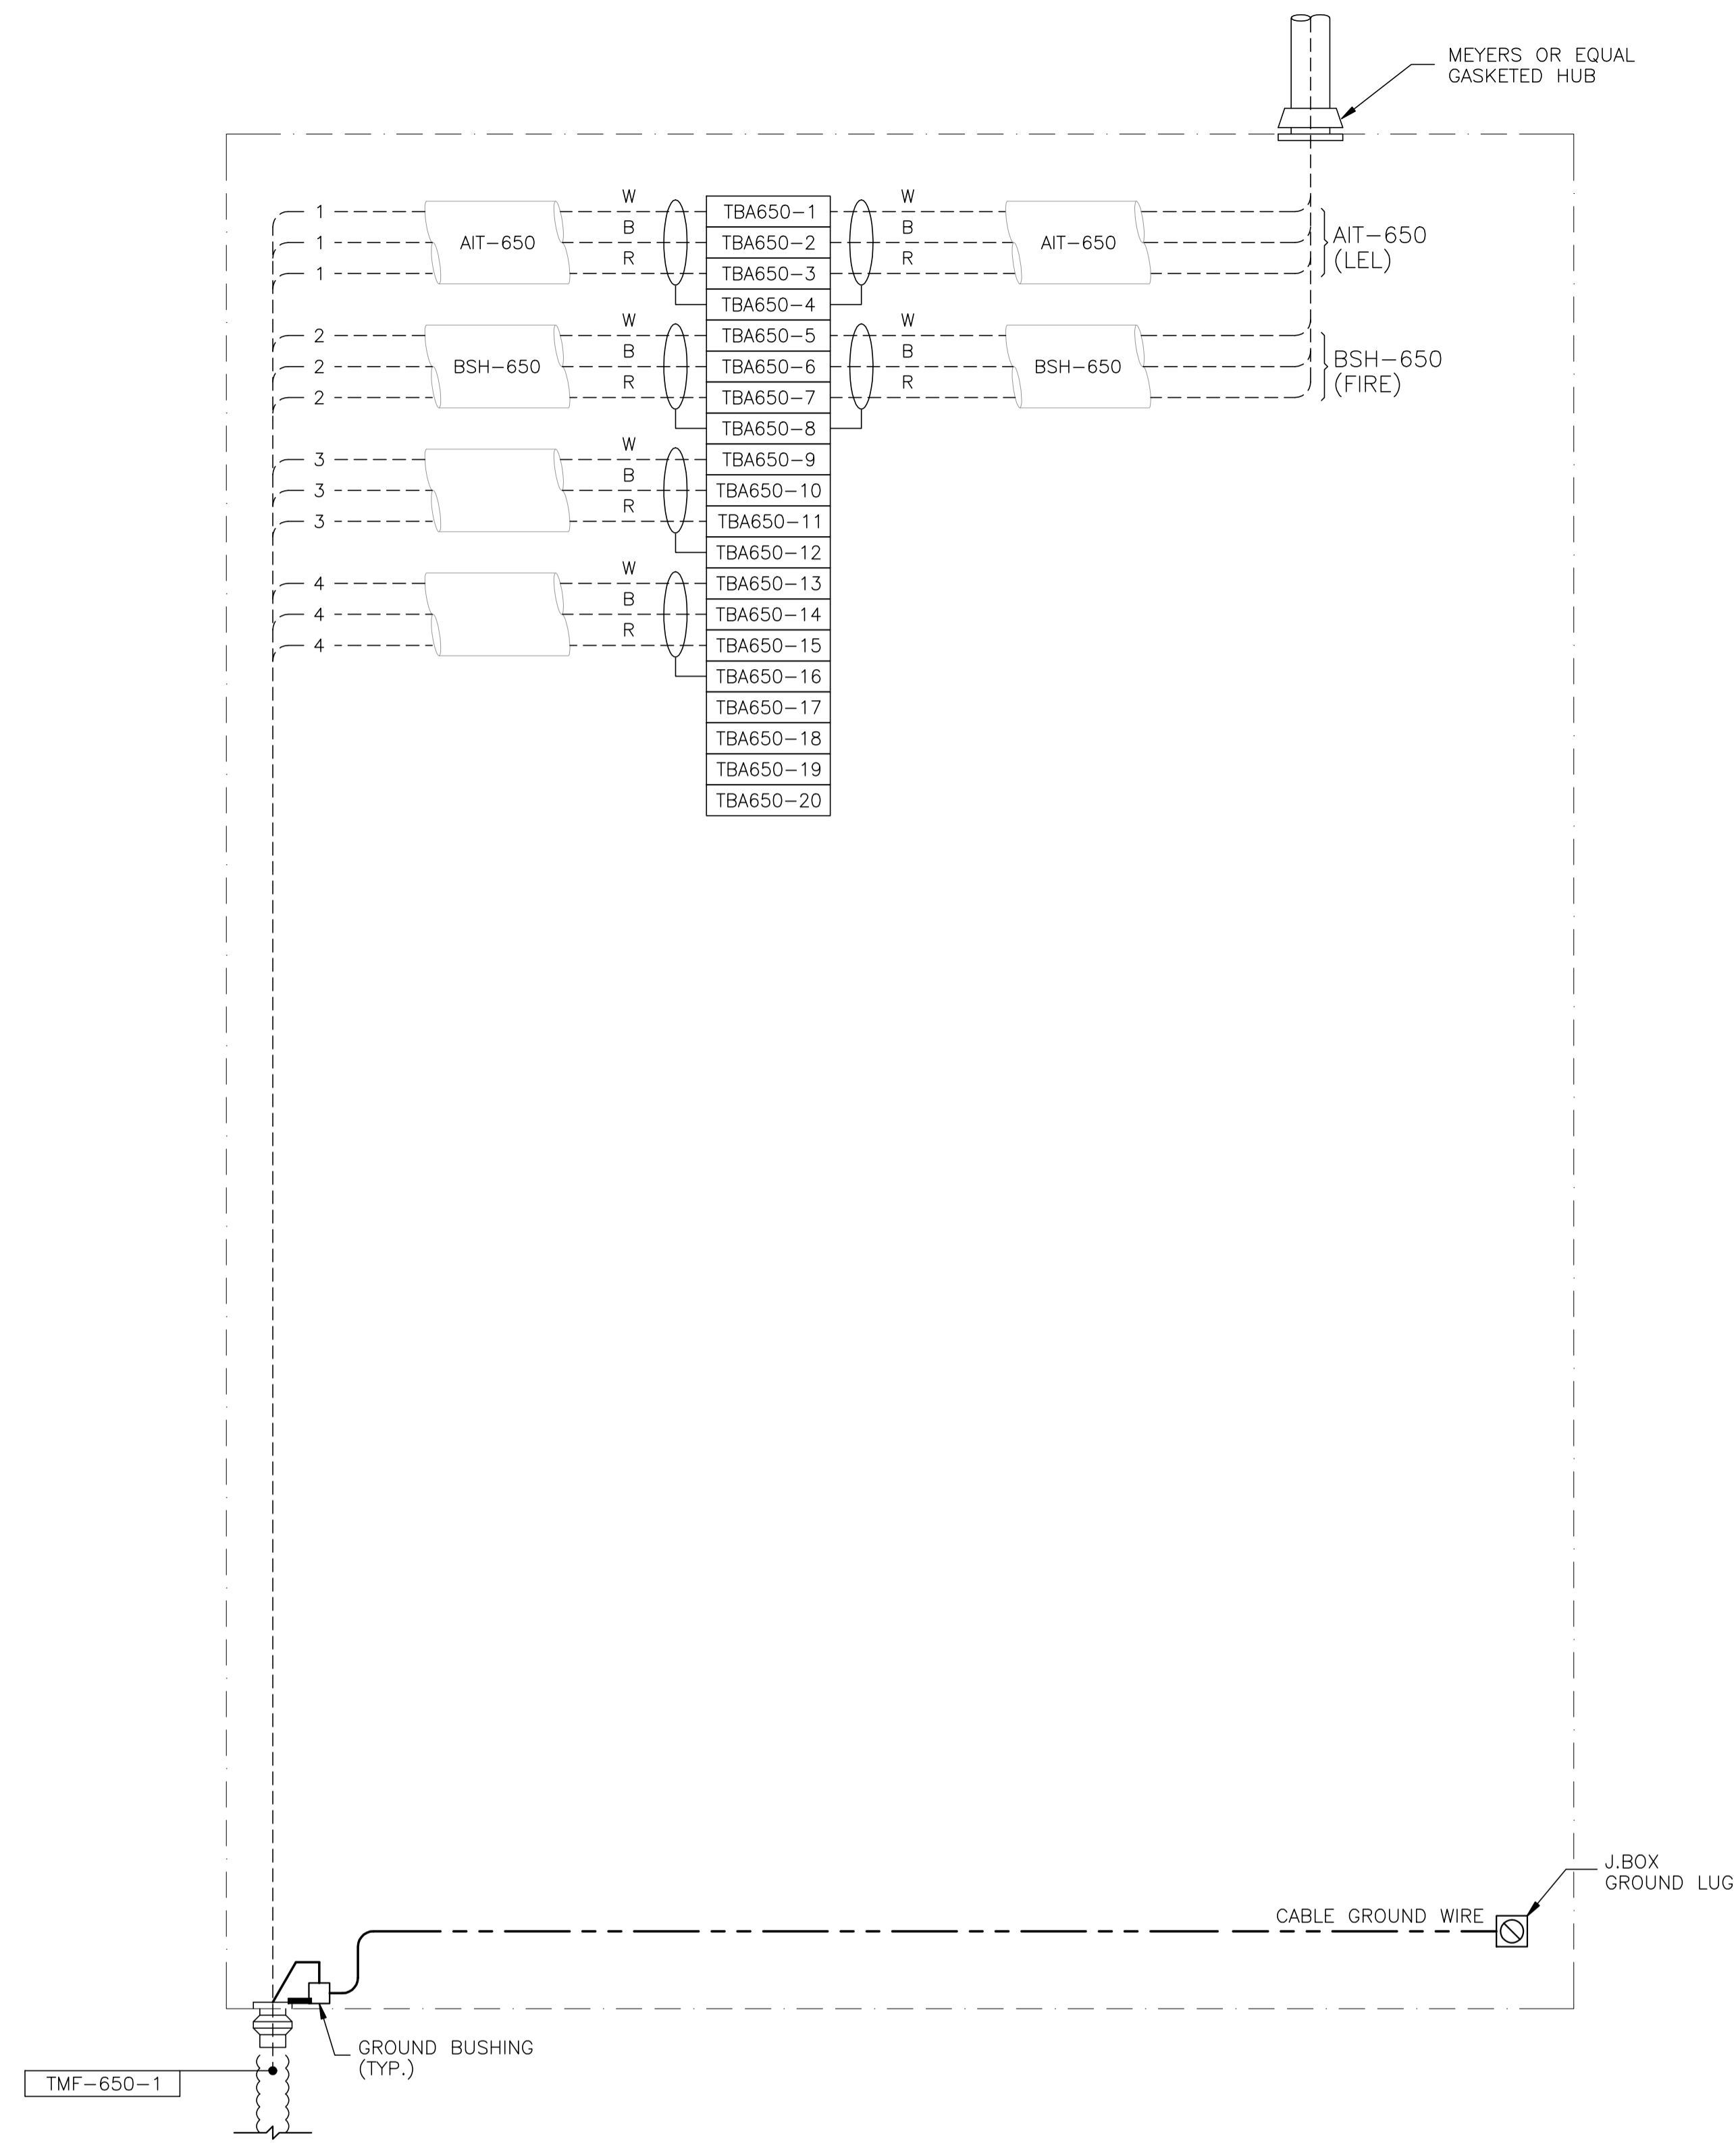 MEYERS OR EQUAL
GASKETED HUB
W
TBA650-1
W
1
B
B
1
AIT-650
TBA650-2
AIT-650
AIT-650
(LEL)
R
R
1
TBA650-3
TBA650-4
W
W
2
TBA650-5
B
B
2
BSH-650
TBA650-6
BSH-650
BSH-650
(FIRE)
R
R
2
TBA650-7
TBA650-8
W
3
TBA650-9
B
3
TBA650-10
R
3
TBA650-11
TBA650-12
W
4
TBA650-13
B
4
TBA650-14
R
4
TBA650-15
TBA650-16
TBA650-17
TBA650-18
TBA650-19
TBA650-20
J.BOX
GROUND LUG
CABLE GROUND WIRE
GROUND BUSHING
(TYP.)
TMF-650-1